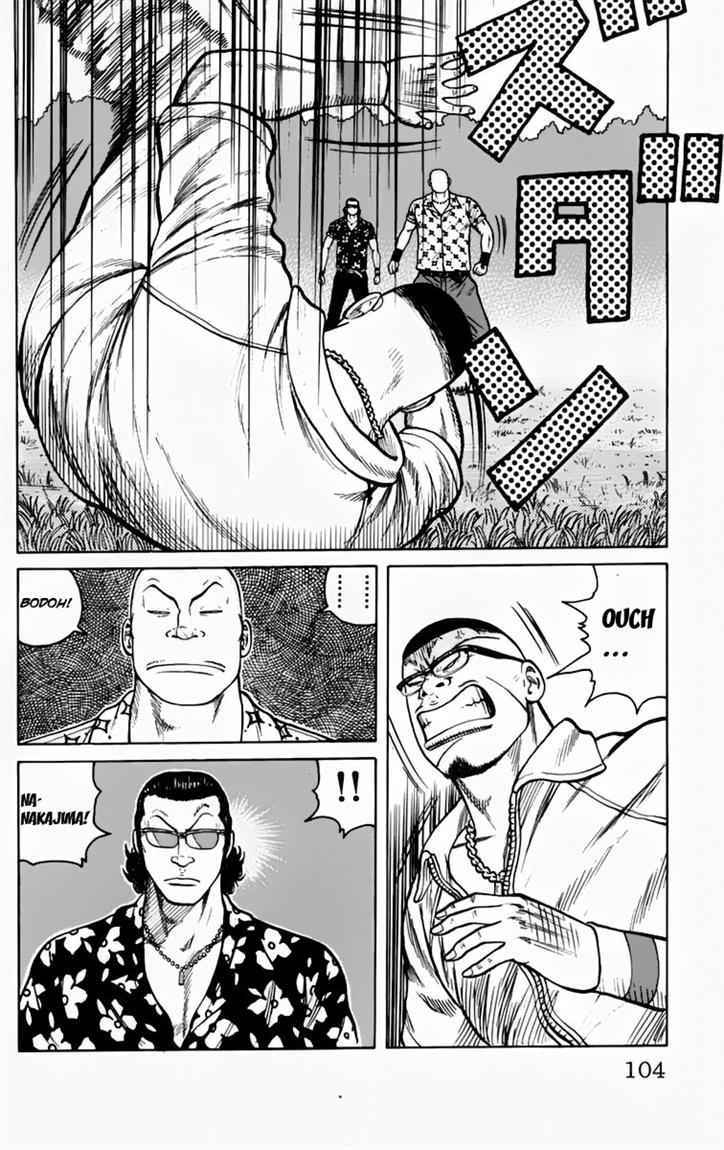 ズダン
OUCH
...
BODOH!
........
NA-
NAKAJIMA!
!!
104